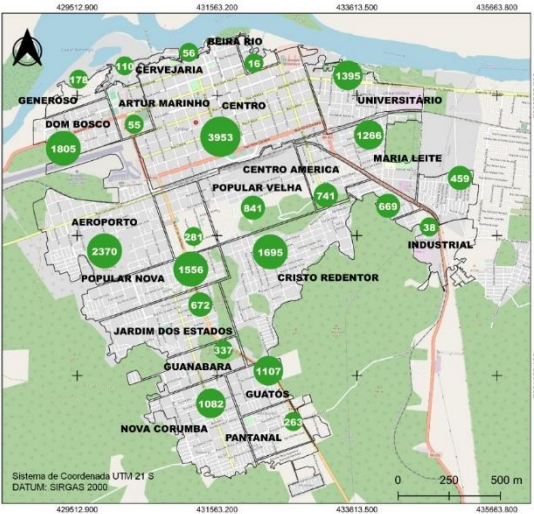 429512.900 431563.200 433613.500 435663.800
BEIRA RIO
56
16
110
CERVEJARIA
178
1395
GENEROSO
ARTUR MARINHO
CENTRO
UNIVERSITÁRIO
DOM BOSCO
55
3953
1266
1805
MARIA LEITE
CENTRO AMERICA
459
POPULAR VELHA
741
841
669
AEROPORTO
38
281
INDUSTRIAL
2370
1695
1556
POPULAR NOVA
CRISTO REDENTOR
672
JARDIM DOS ESTADOS
337
GUANABARA
1107
GUATÓS
1082
263
NOVA CORUMBA
PANTANAL
Sistema de Coordenada UTM 21 S
DATUM: SIRGAS 2000
0 250 500 m
429512.900 431563.200 433613.500 435663.800